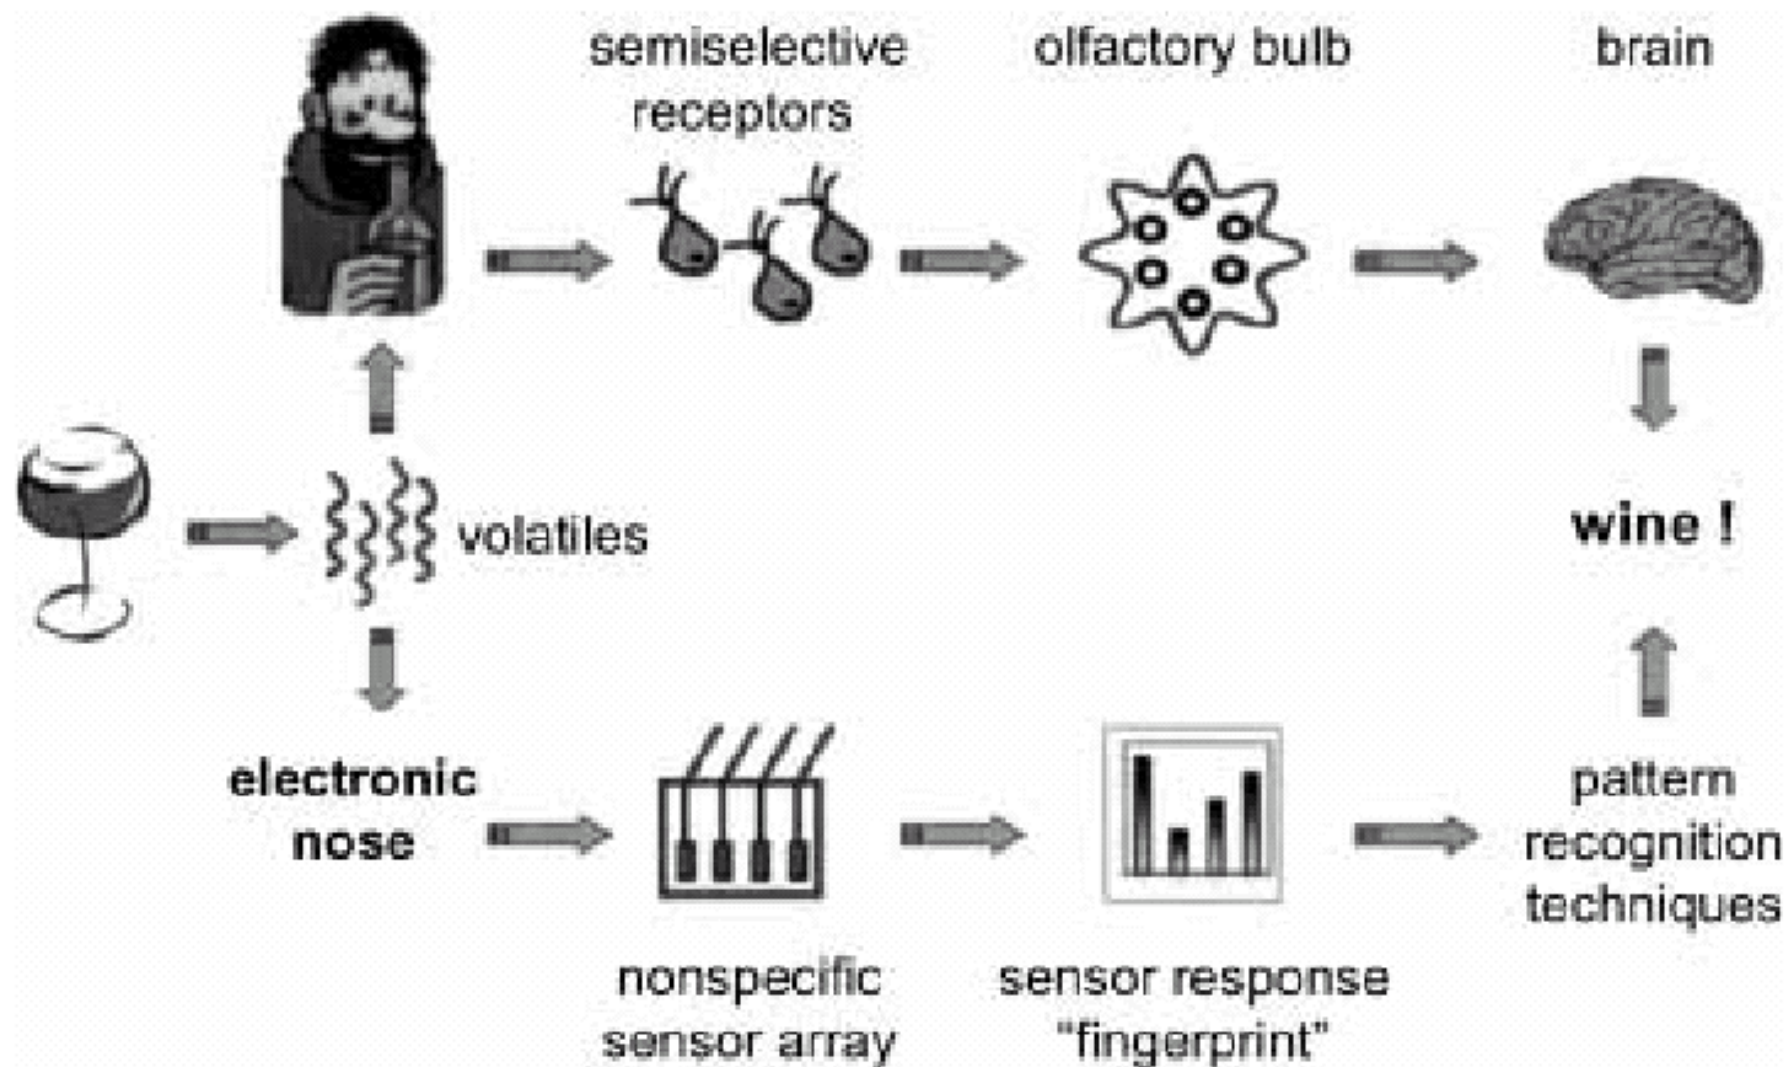 semiselective
receptors
olfactory bulb
brain
volatiles
wine !
electronic
nose
nonspecific
sensor array
sensor response
“fingerprint”
pattern
recognition
techniques